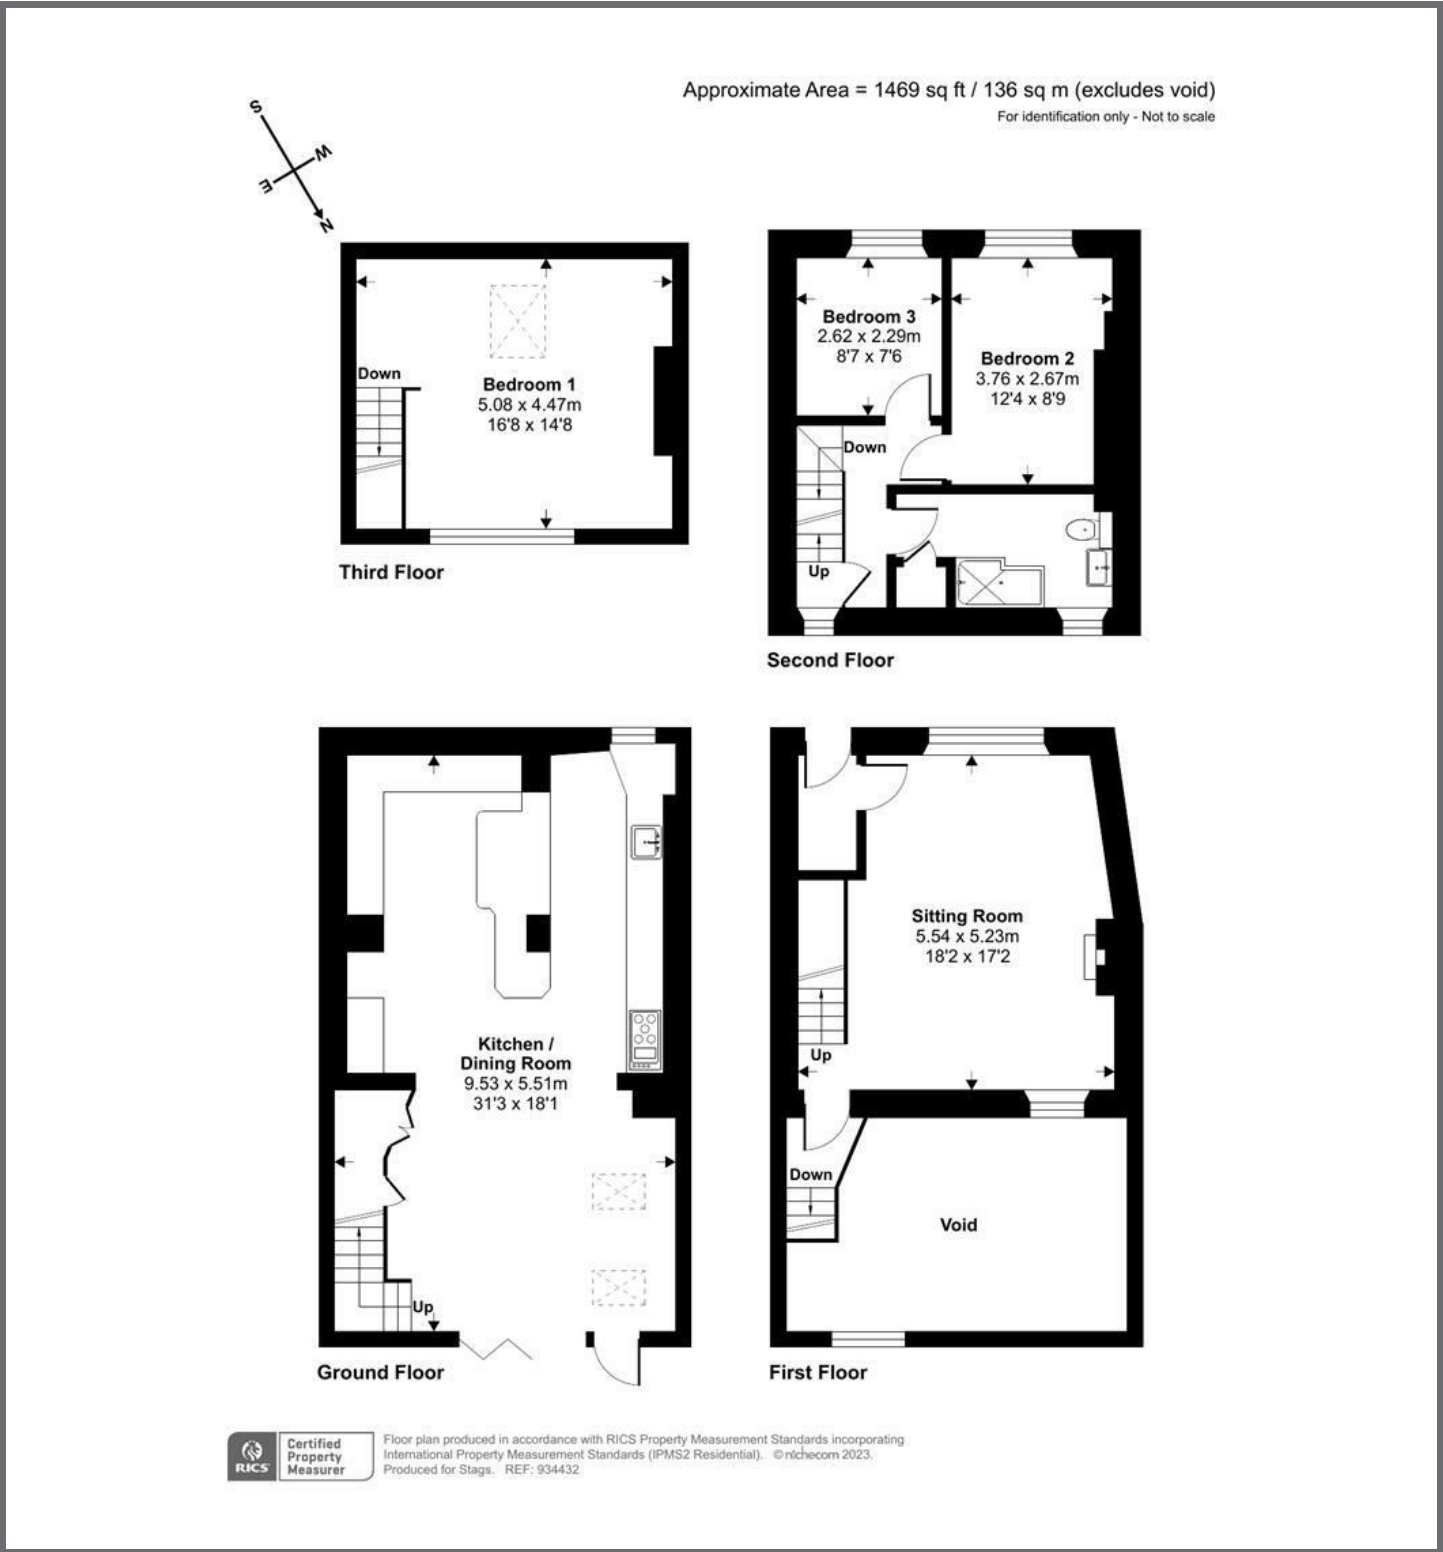 Approximate Area = 1469 sq ft / 136 sq m (excludes void)
For identification only - Not to scale
S
W
E
N
Down
Bedroom 1
5.08 x 4.47m
16'8 x 14'8
Third Floor
Bedroom 3
2.62 x 2.29m
8'7 x 7'6
Bedroom 2
3.76 x 2.67m
12'4 x 8'9
Down
Up
Second Floor
Kitchen /
Dining Room
9.53 x 5.51m
31'3 x 18'1
Up
Ground Floor
Sitting Room
5.54 x 5.23m
18'2 x 17'2
Up
Down
Void
First Floor
RICS
Certified
Property
Measurer
Floor plan produced in accordance with RICS Property Measurement Standards incorporating
International Property Measurement Standards (IPMS2 Residential). © nichecom 2023.
Produced for Stags. REF: 934432